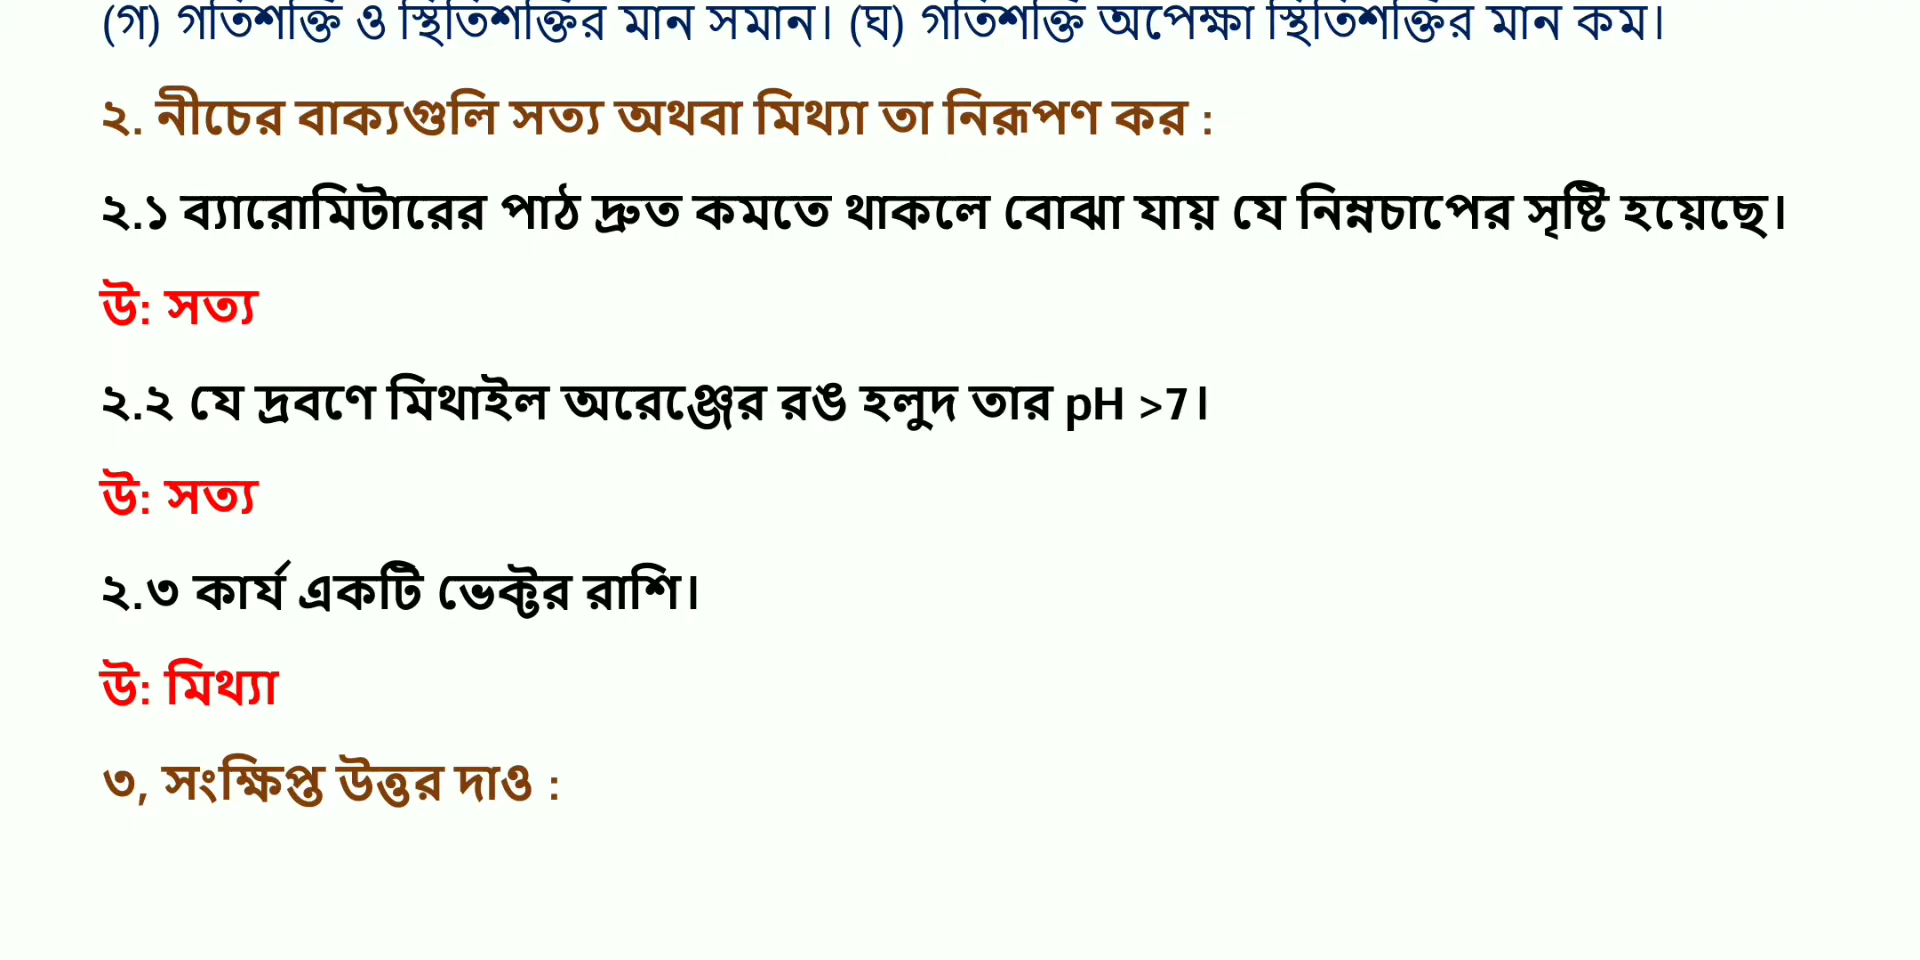 (গ) গতিশক্তি ও স্থিতিশক্তির মান সমান। (ঘ) গতিশক্তি অপেক্ষা স্থিতিশক্তির মান কম।
২. নীচের বাক্যগুলি সত্য অথবা মিথ্যা তা নিরূপণ কর :
২.১ ব্যারোমিটারের পাঠ দ্রুত কমতে থাকলে বোঝা যায় যে নিম্নচাপের সৃষ্টি হয়েছে।
উ: সত্য
২.২ যে দ্রবণে মিথাইল অরেঞ্জের রঙ হলুদ তার pH >7।
উ: সত্য
২.৩ কার্য একটি ভেক্টর রাশি।
উ: মিথ্যা
৩, সংক্ষিপ্ত উত্তর দাও :